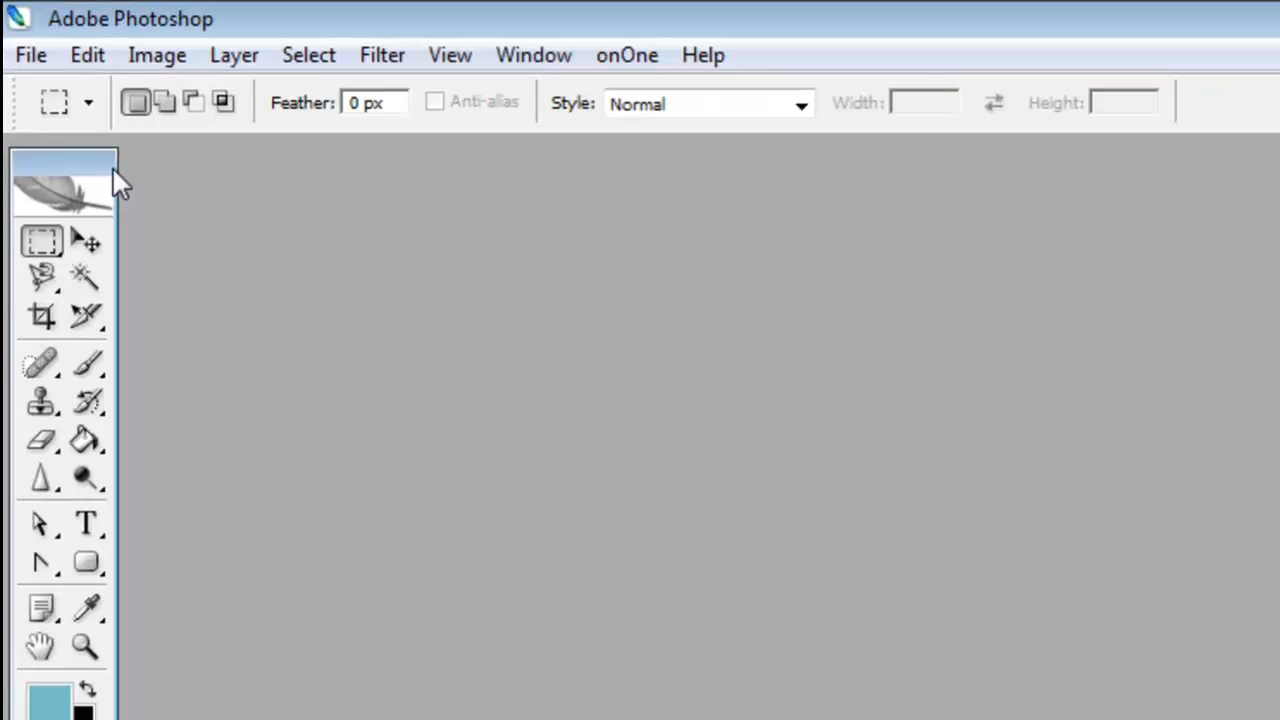 Adobe Photoshop
File Edit Image Layer Select Filter View Window onOne Help
Feather: 0 px Anti-alias Style: Normal Width: Height:
T